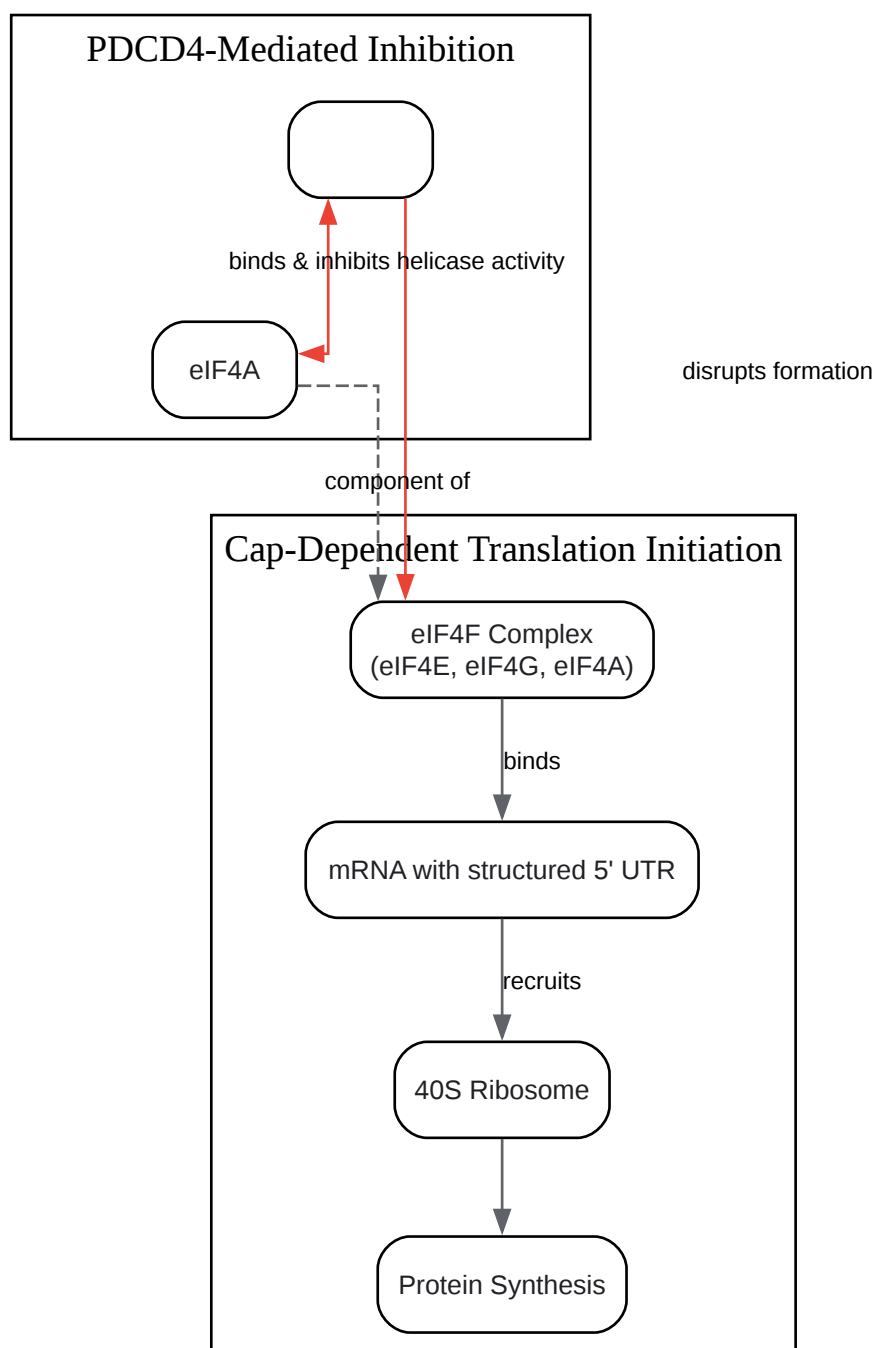 PDCD4-Mediated Inhibition
binds & inhibits helicase activity
eIF4A
disrupts formation
component of
Cap-Dependent Translation Initiation
eIF4F Complex
(eIF4E, eIF4G, eIF4A)
binds
mRNA with structured 5' UTR
recruits
40S Ribosome
Protein Synthesis